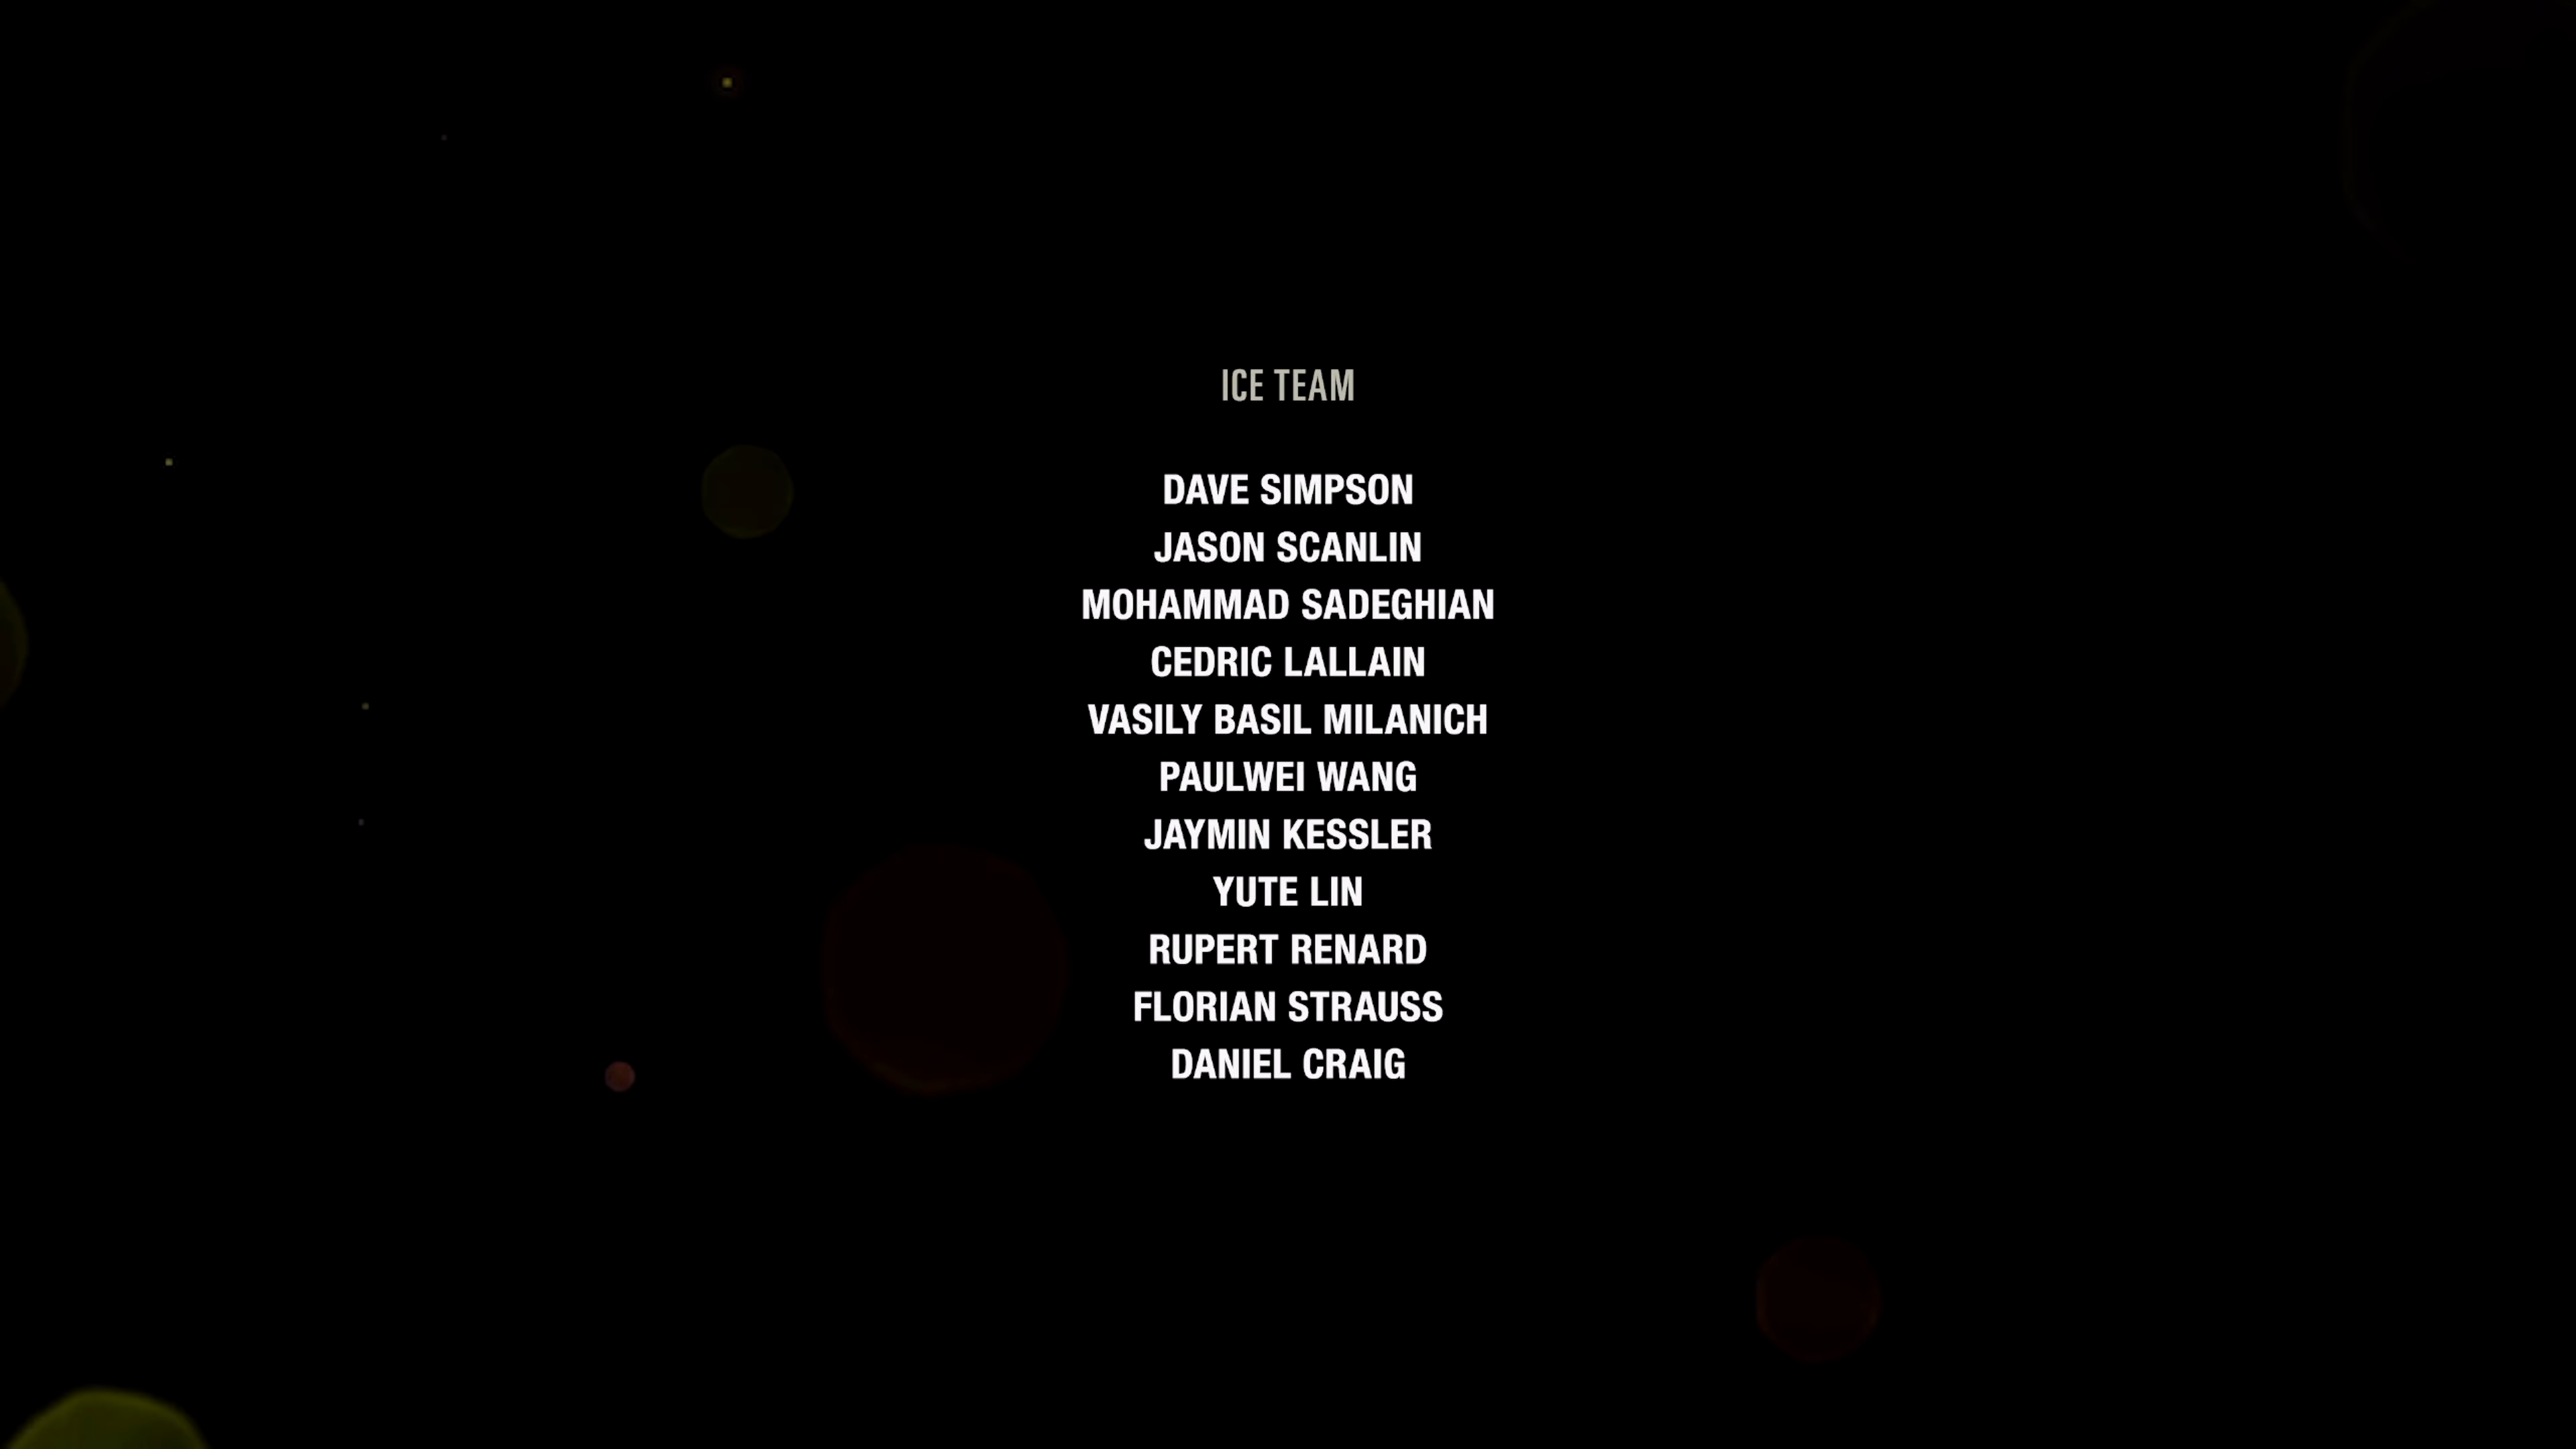 ICE TEAM
DAVE SIMPSON
JASON SCANLIN
MOHAMMAD SADEGHIAN
CEDRIC LALLAIN
VASILY BASIL MILANICH
PAULWEI WANG
JAYMIN KESSLER
YUTE LIN
RUPERT RENARD
FLORIAN STRAUSS
DANIEL CRAIG